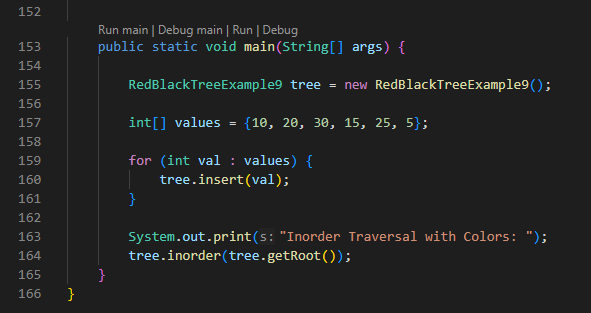 152
Run main | Debug main | Run | Debug
153 public static void main(String[] args) {
154
155 RedBlackTreeExample9 tree = new RedBlackTreeExample9();
156
157 int[] values = {10, 20, 30, 15, 25, 5};
158
159 for (int val : values) {
160 tree.insert(val);
161 }
162
163 System.out.print(s: "Inorder Traversal with Colors: ");
164 tree.inorder(tree.getRoot());
165 }
166 }